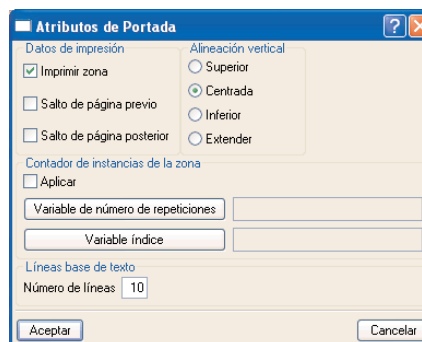 Atributos de Portada
Datos de impresión
Imprimir zona
Salto de página previo
Salto de página posterior
Alineación vertical
Superior
Centrada
Inferior
Extender
Contador de instancias de la zona
Aplicar
Variable de número de repeticiones
Variable índice
Líneas base de texto
Número de líneas 10
Aceptar
Cancelar